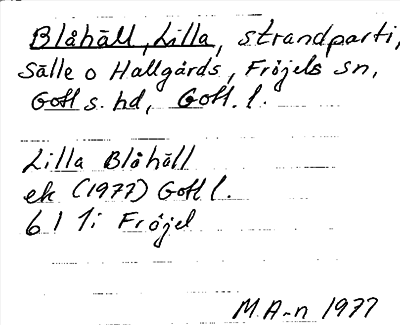 Blåhäll, Lilla, strandparti,
Sälle o Hallgårds, Fröjels sn,
Gotl s. hd, Gotl. l.
Lilla Blåhäll
ek (1977) Gotl l.
6 I 1i Fröjel
M A-n 1977